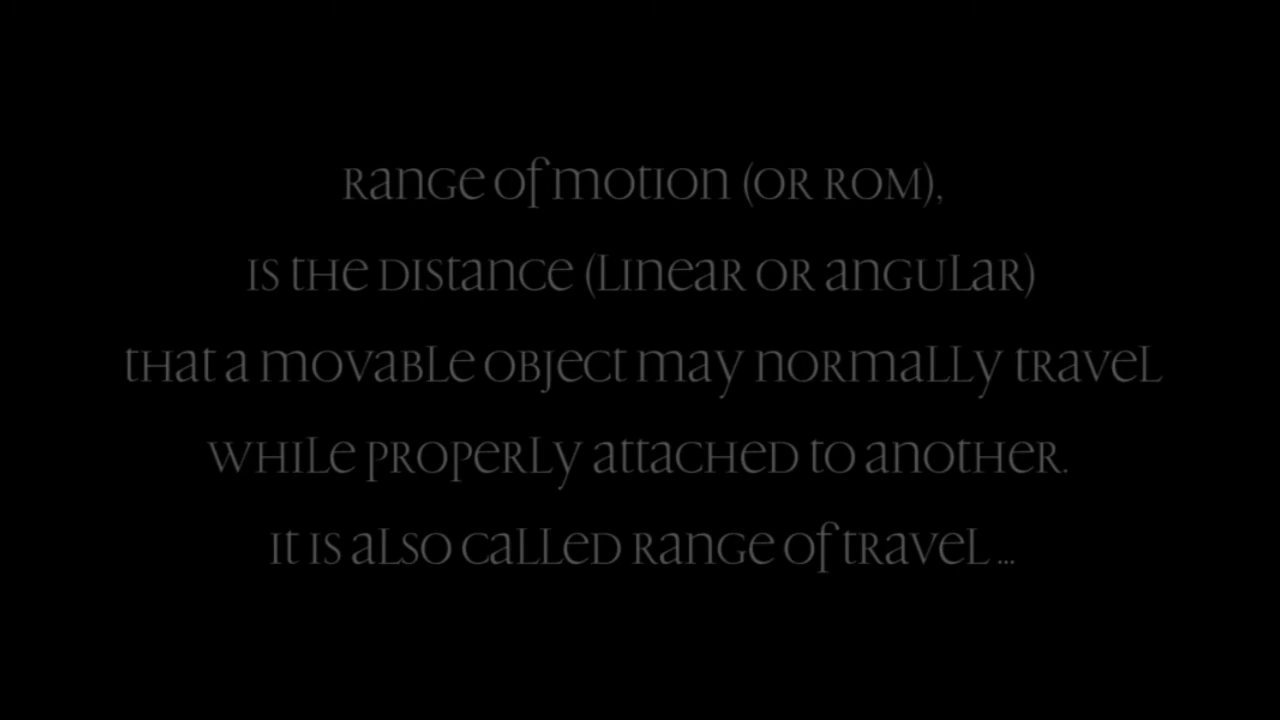 Range of motion (or ROM),
is the distance (linear or angular)
that a movable object may normally travel
while properly attached to another.
It is also called range of travel ...